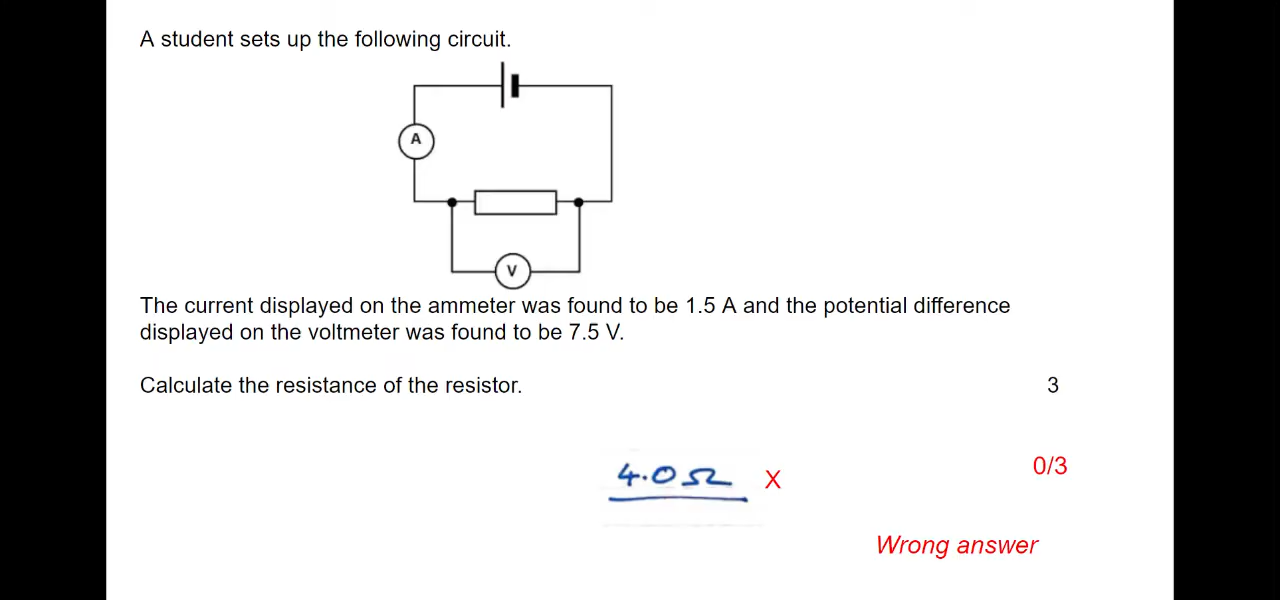 A student sets up the following circuit.
A
V
The current displayed on the ammeter was found to be 1.5 A and the potential difference
displayed on the voltmeter was found to be 7.5 V.
Calculate the resistance of the resistor. 3
4.0 Ω X 0/3
Wrong answer